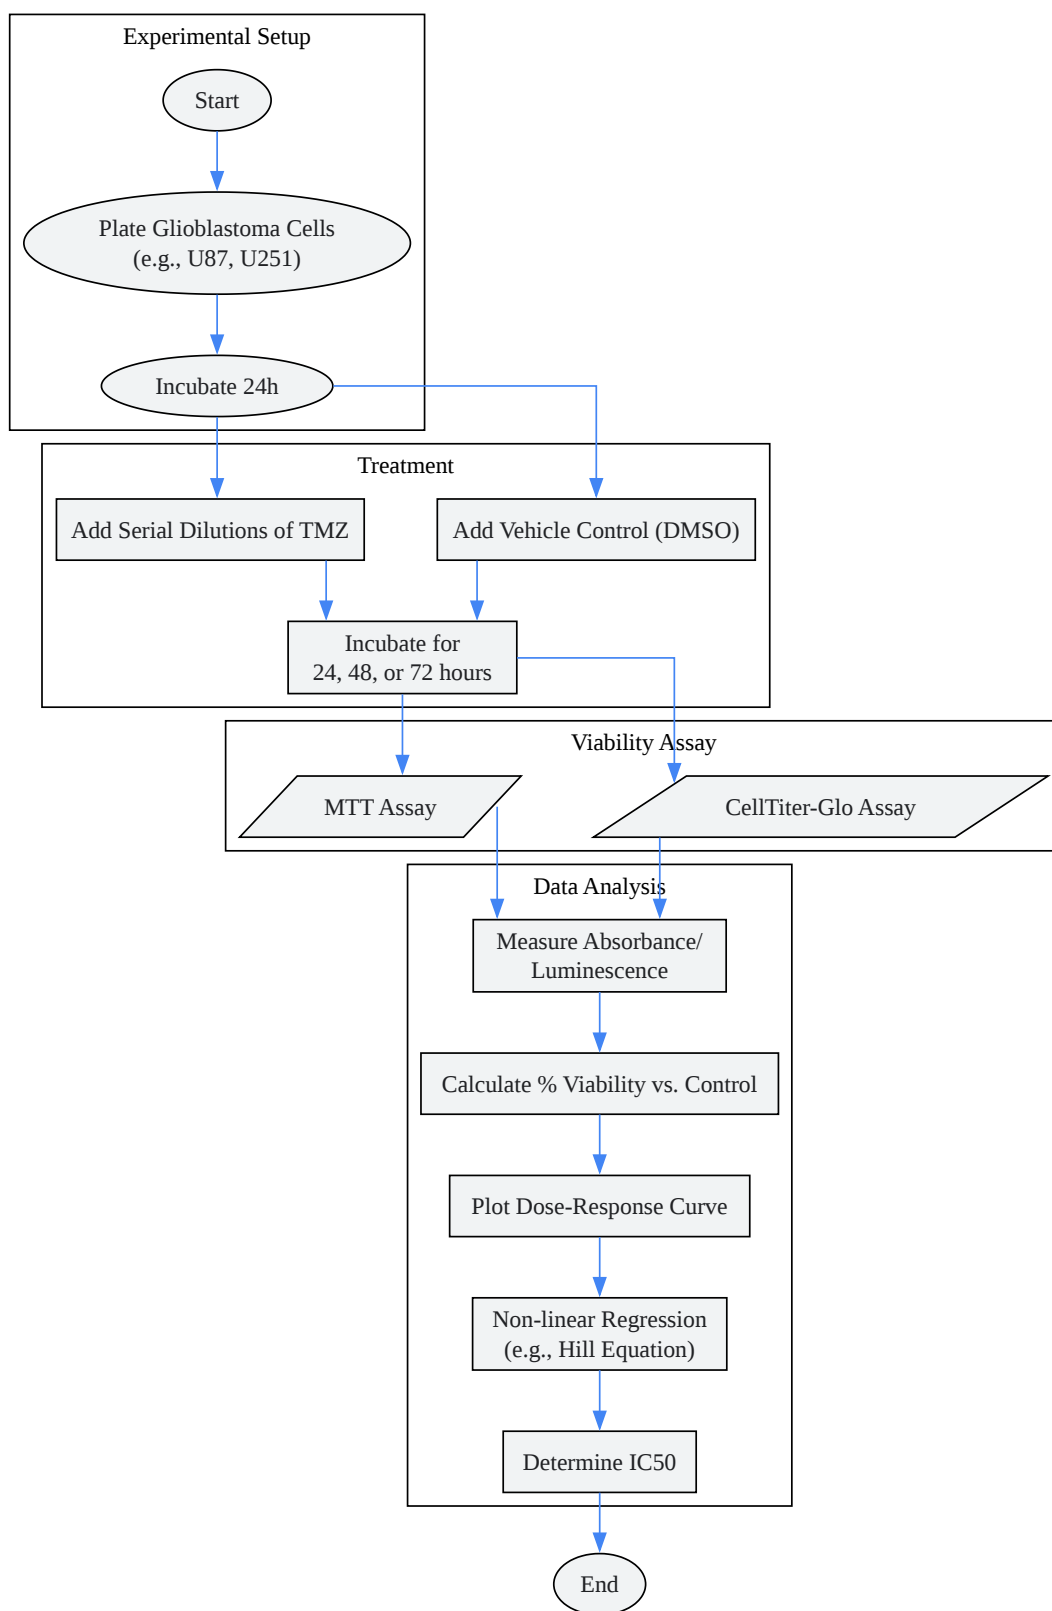 Experimental Setup
Start
Plate Glioblastoma Cells
(e.g., U87, U251)
Incubate 24h
Treatment
Add Serial Dilutions of TMZ
Add Vehicle Control (DMSO)
Incubate for
24, 48, or 72 hours
Viability Assay
MTT Assay
CellTiter-Glo Assay
Data Analysis
Measure Absorbance/
Luminescence
Calculate % Viability vs. Control
Plot Dose-Response Curve
Non-linear Regression
(e.g., Hill Equation)
Determine IC50
End